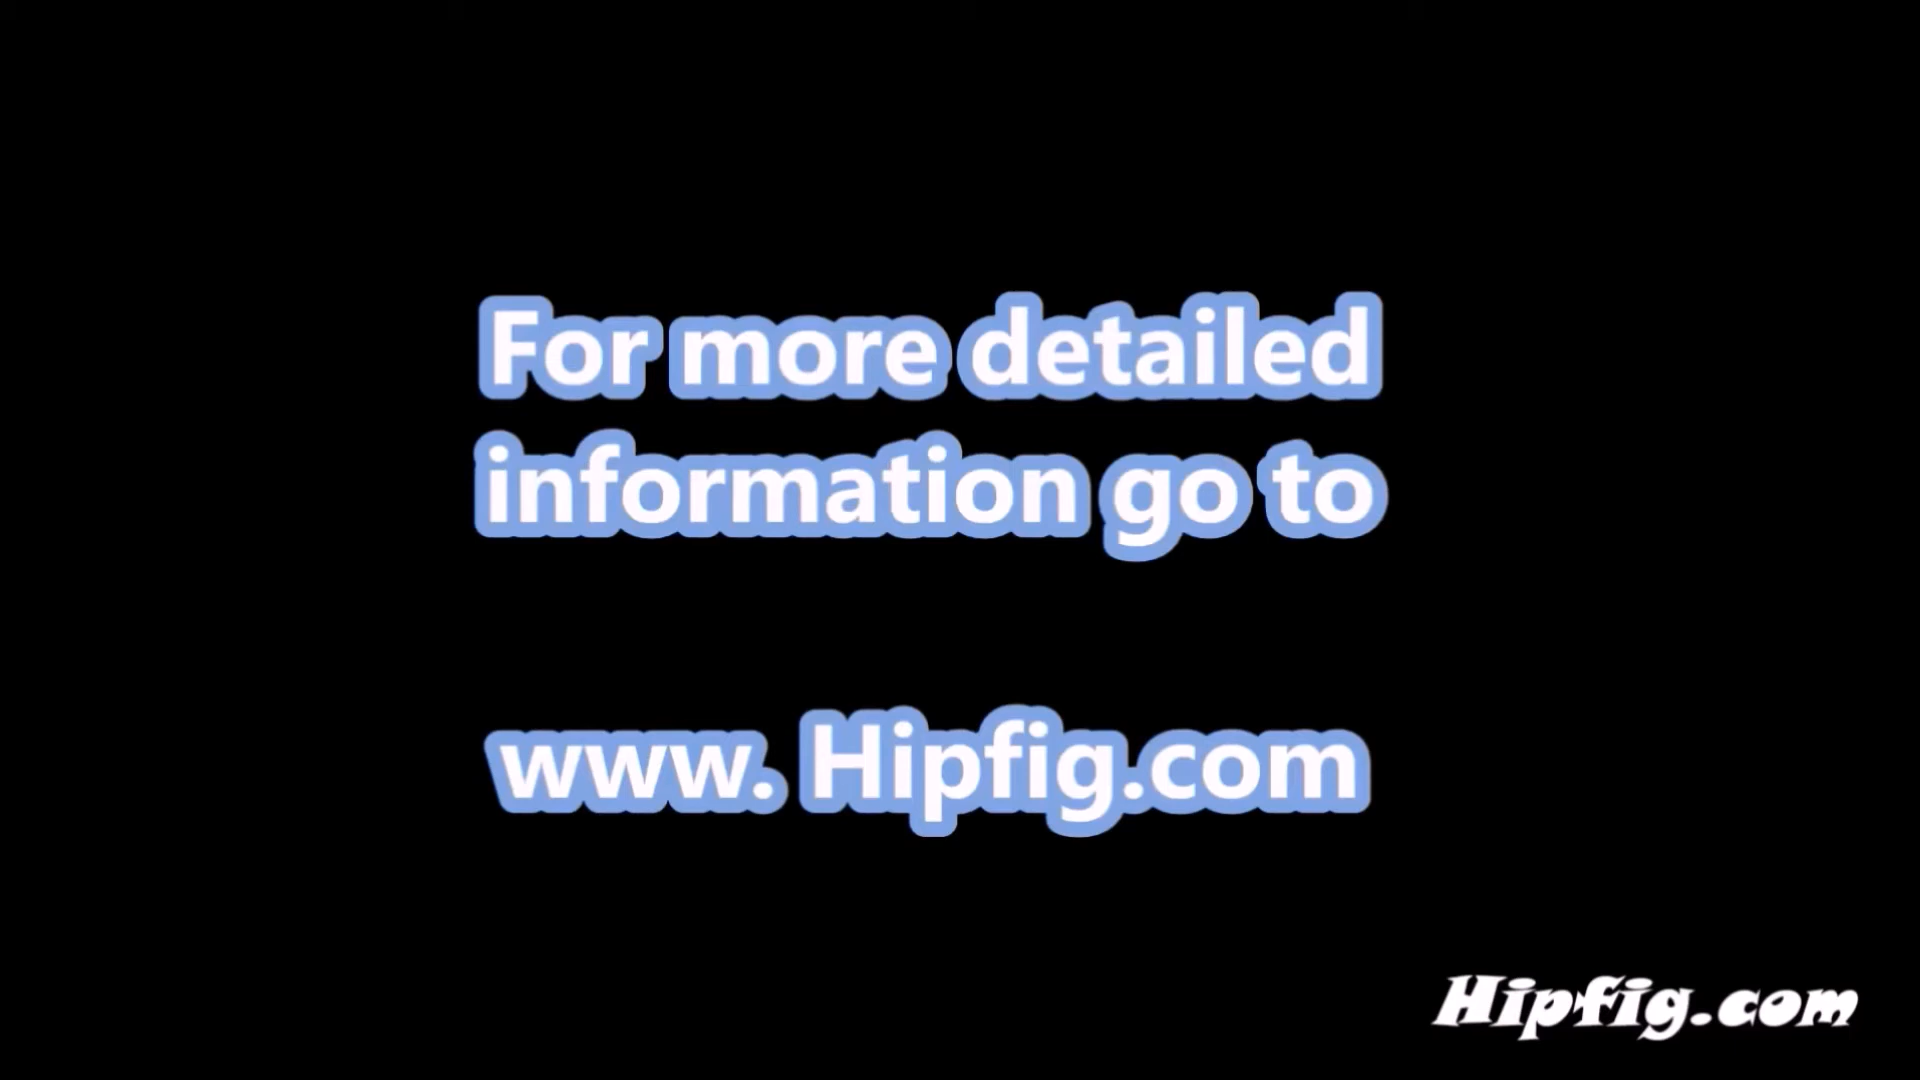 For more detailed
information go to
www. Hipfig.com
Hipfig.com